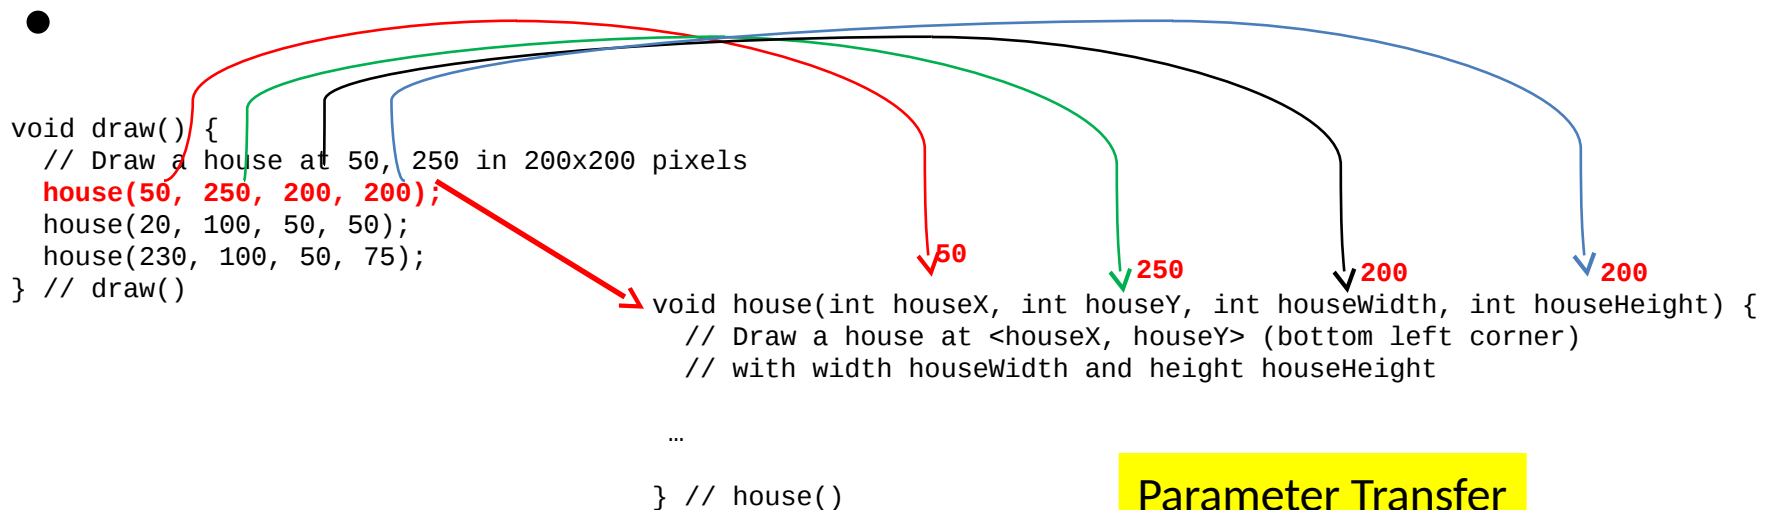 void draw() {
// Draw a house at 50, 250 in 200x200 pixels
house(50, 250, 200, 200);
house(20, 100, 50, 50);
house(230, 100, 50, 75);
} // draw()
50
250
200
200
void house(int houseX, int houseY, int houseWidth, int houseHeight) {
// Draw a house at <houseX, houseY> (bottom left corner)
// with width houseWidth and height houseHeight
…
} // house()
Parameter Transfer